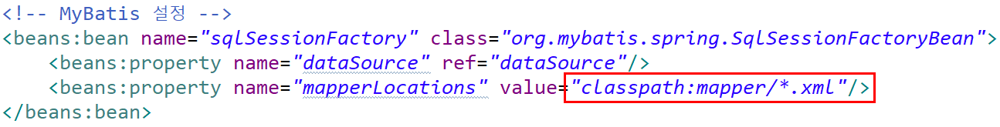 <!-- MyBatis 설정 -->
<beans:bean name="sqlSessionFactory" class="org.mybatis.spring.SqlSessionFactoryBean">
    <beans:property name="dataSource" ref="dataSource"/>
    <beans:property name="mapperLocations" value="classpath:mapper/*.xml"/>
</beans:bean>